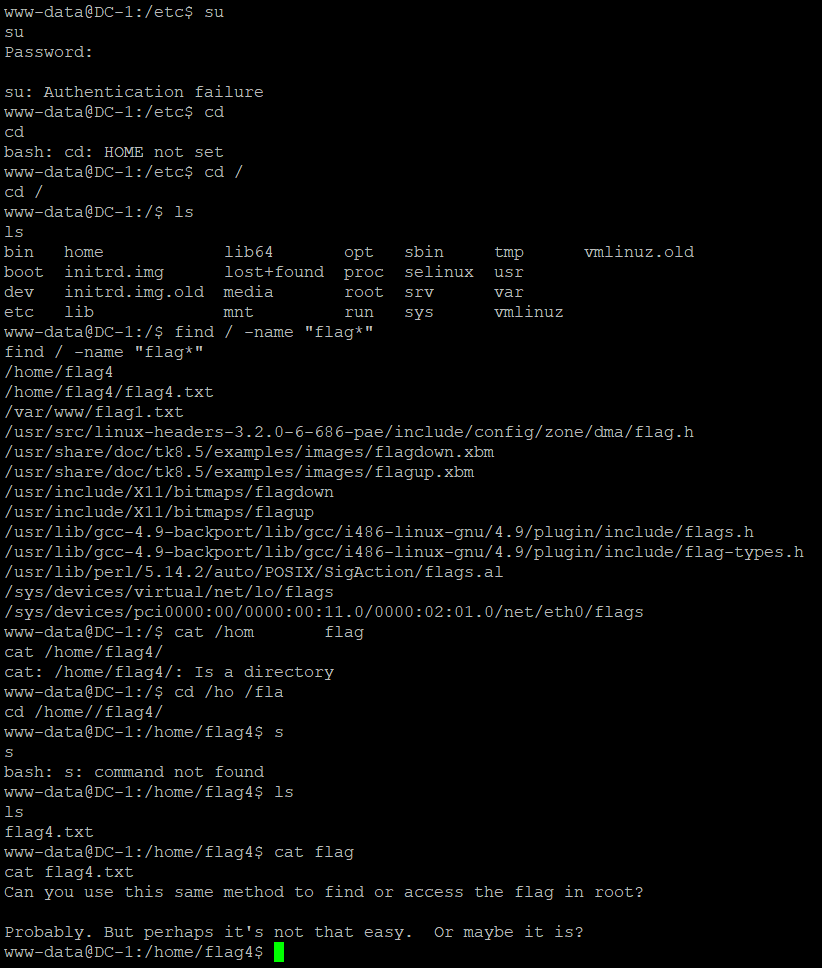 www-data@DC-1:/etc$ su
su
Password:
su: Authentication failure
www-data@DC-1:/etc$ cd
cd
bash: cd: HOME not set
www-data@DC-1:/etc$ cd /
cd /
www-data@DC-1:/$ ls
ls
bin   home            lib64       opt   sbin     tmp      vmlinuz.old
boot  initrd.img      lost+found  proc  selinux  usr
dev   initrd.img.old  media       root  srv      var
etc   lib             mnt         run   sys      vmlinuz
www-data@DC-1:/$ find / -name "flag*"
find / -name "flag*"
/home/flag4
/home/flag4/flag4.txt
/var/www/flag1.txt
/usr/src/linux-headers-3.2.0-6-686-pae/include/config/zone/dma/flag.h
/usr/share/doc/tk8.5/examples/images/flagdown.xbm
/usr/share/doc/tk8.5/examples/images/flagup.xbm
/usr/include/X11/bitmaps/flagdown
/usr/include/X11/bitmaps/flagup
/usr/lib/gcc-4.9-backport/lib/gcc/i486-linux-gnu/4.9/plugin/include/flags.h
/usr/lib/gcc-4.9-backport/lib/gcc/i486-linux-gnu/4.9/plugin/include/flag-types.h
/usr/lib/perl/5.14.2/auto/POSIX/SigAction/flags.al
/sys/devices/virtual/net/lo/flags
/sys/devices/pci0000:00/0000:00:11.0/0000:02:01.0/net/eth0/flags
www-data@DC-1:/$ cat /hom       flag
cat /home/flag4/
cat: /home/flag4/: Is a directory
www-data@DC-1:/$ cd /ho /fla
cd /home//flag4/
www-data@DC-1:/home/flag4$ s
s
bash: s: command not found
www-data@DC-1:/home/flag4$ ls
ls
flag4.txt
www-data@DC-1:/home/flag4$ cat flag
cat flag4.txt
Can you use this same method to find or access the flag in root?
Probably. But perhaps it's not that easy.  Or maybe it is?
www-data@DC-1:/home/flag4$